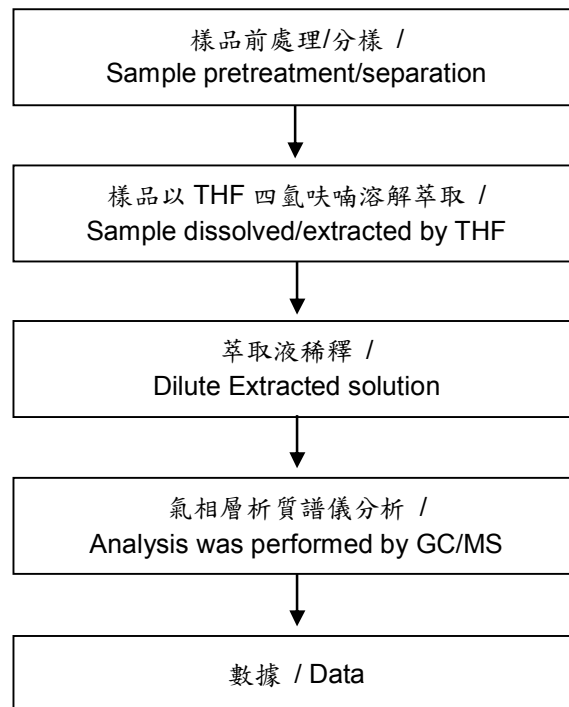 樣品前處理/分樣 /
Sample pretreatment/separation
樣品以 THF 四氫呋喃溶解萃取 /
Sample dissolved/extracted by THF
萃取液稀釋 /
Dilute Extracted solution
氣相層析質譜儀分析 /
Analysis was performed by GC/MS
數據 / Data